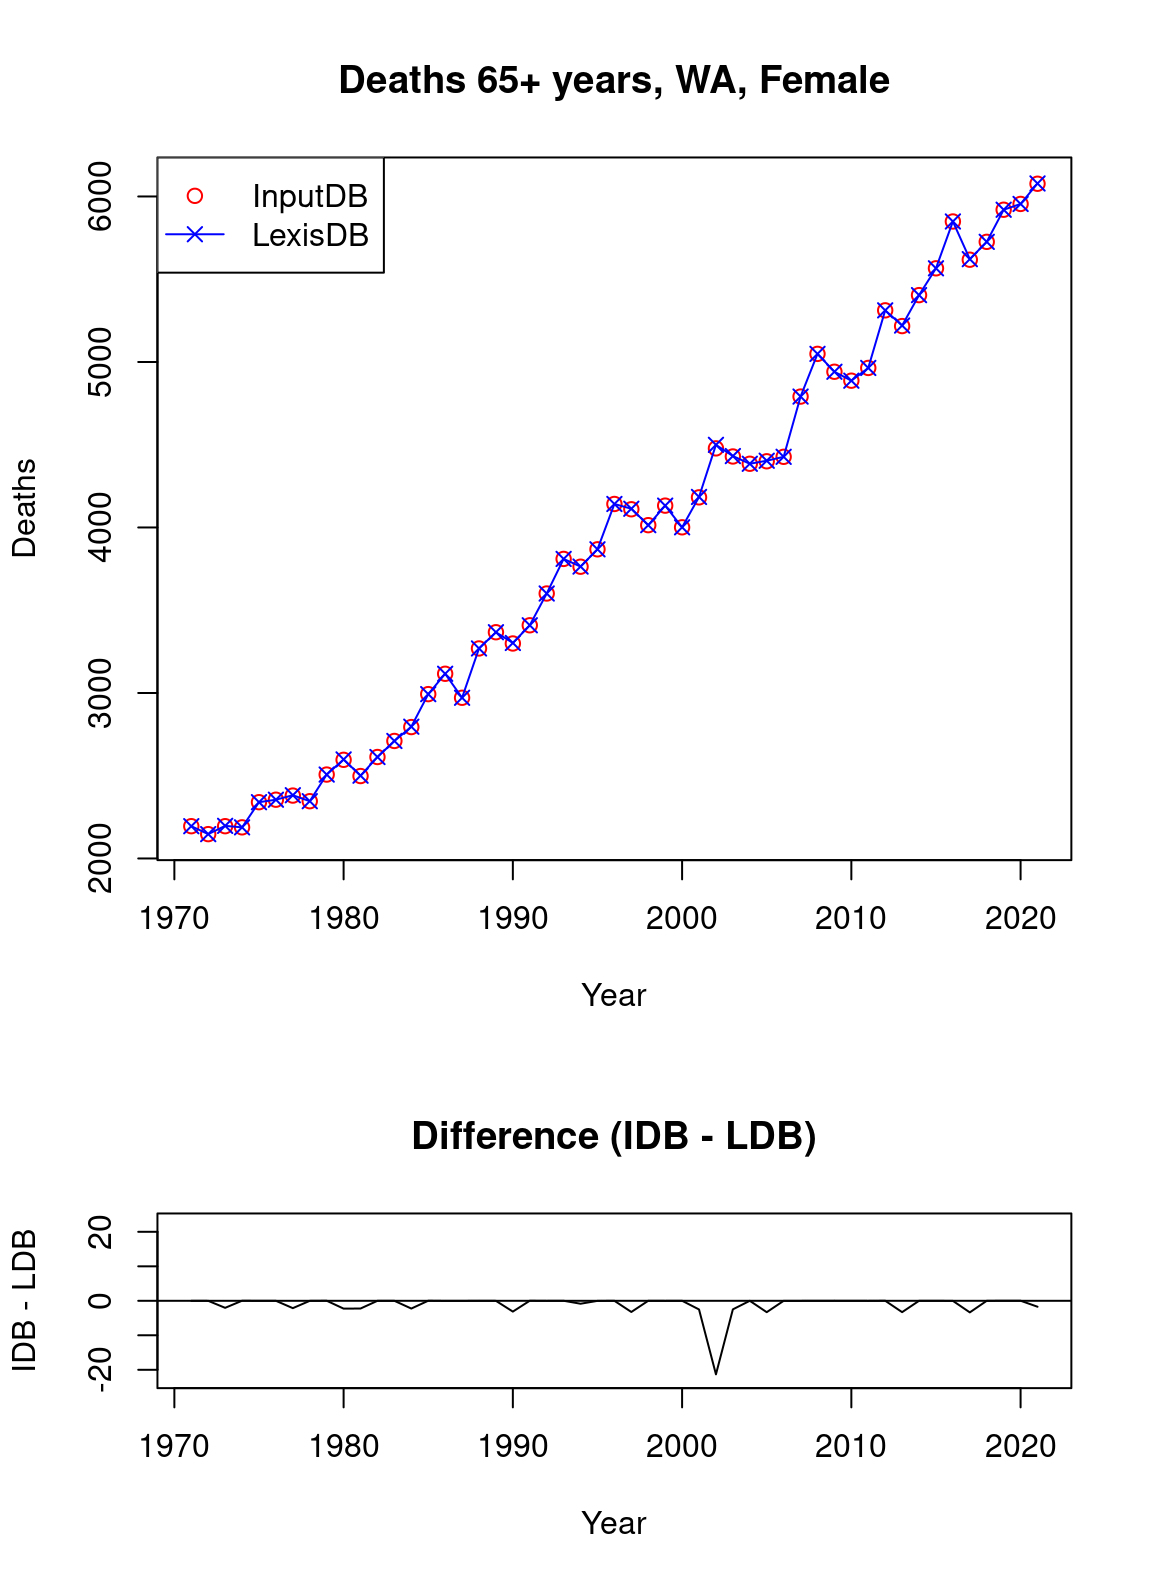 Deaths 65+ years, WA, Female
InputDB
LexisDB
6000
5000
4000
3000
2000
Deaths
1970 1980 1990 2000 2010 2020
Year
Difference (IDB - LDB)
20
0
-20
IDB - LDB
1970 1980 1990 2000 2010 2020
Year